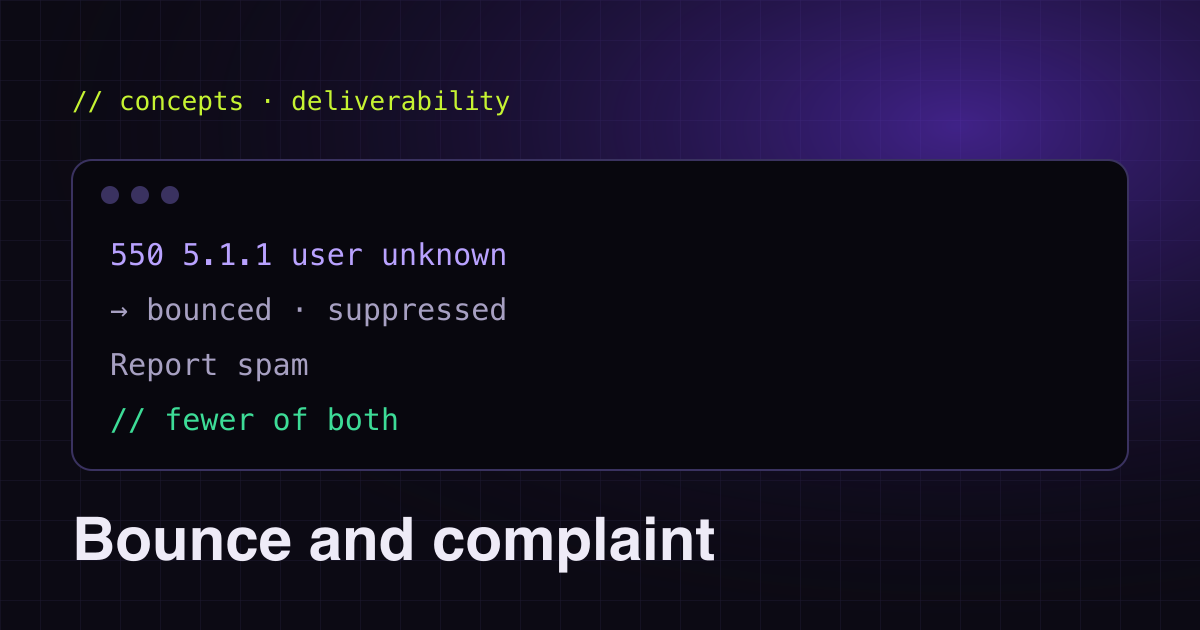 // concepts · deliverability
550 5.1.1 user unknown
→ bounced · suppressed
Report spam
// fewer of both
Bounce and complaint